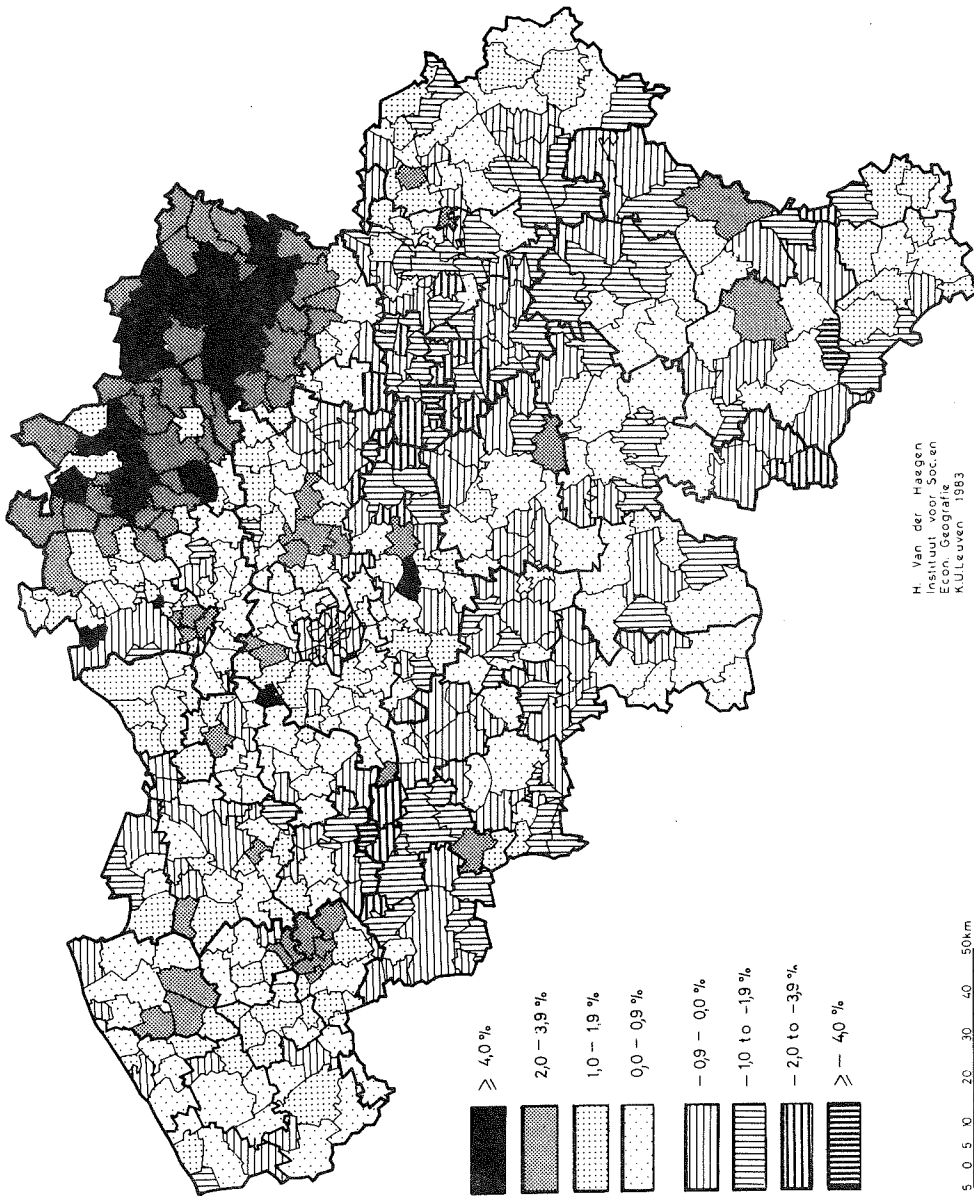 H. Van der Haegen
Instituut voor Soc. en
Econ. Geografie
K.U.Leuven 1983
⩾ 4,0 %
2,0 – 3,9 %
1,0 – 1,9 %
0,0 – 0,9 %
– 0,9 – 0,0 %
– 1,0 to – 1,9 %
– 2,0 to – 3,9 %
⩾ – 4,0 %
5 0 5 10 20 30 40 50km